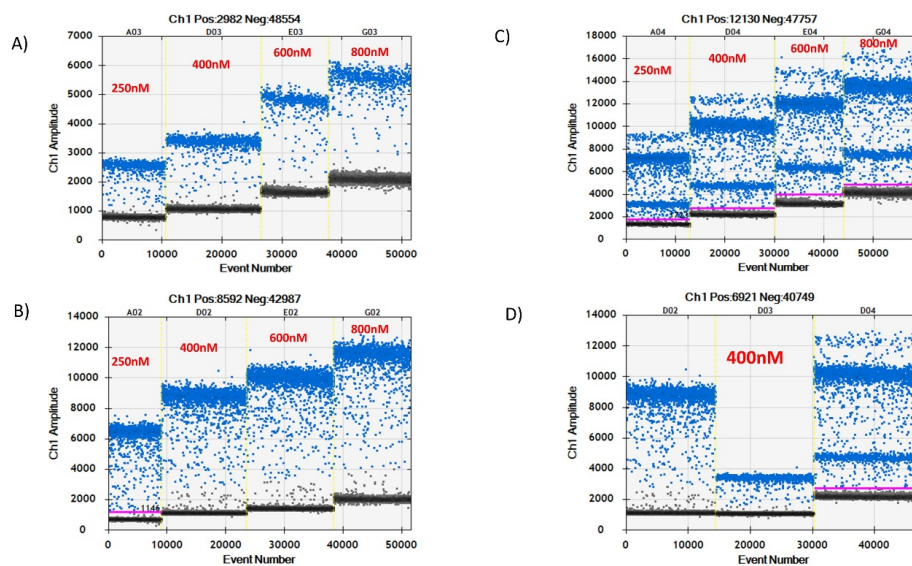 A)
Ch1 Pos:2982 Neg:48554
A03 D03 E03 G03
250nM 400nM 600nM 800nM
Ch1 Amplitude
7000
6000
5000
4000
3000
2000
1000
0
0 10000 20000 30000 40000 50000
Event Number
C)
Ch1 Pos:12130 Neg:47757
A04 D04 E04 G04
250nM 400nM 600nM 800nM
Ch1 Amplitude
18000
16000
14000
12000
10000
8000
6000
4000
2000
0
0 10000 20000 30000 40000 50000
Event Number
B)
Ch1 Pos:8592 Neg:42987
A02 D02 E02 G02
250nM 400nM 600nM 800nM
Ch1 Amplitude
14000
12000
10000
8000
6000
4000
2000
0
1146
0 10000 20000 30000 40000 50000
Event Number
D)
Ch1 Pos:6921 Neg:40749
D02 D03 D04
400nM
Ch1 Amplitude
14000
12000
10000
8000
6000
4000
2000
0
0 10000 20000 30000 40000
Event Number